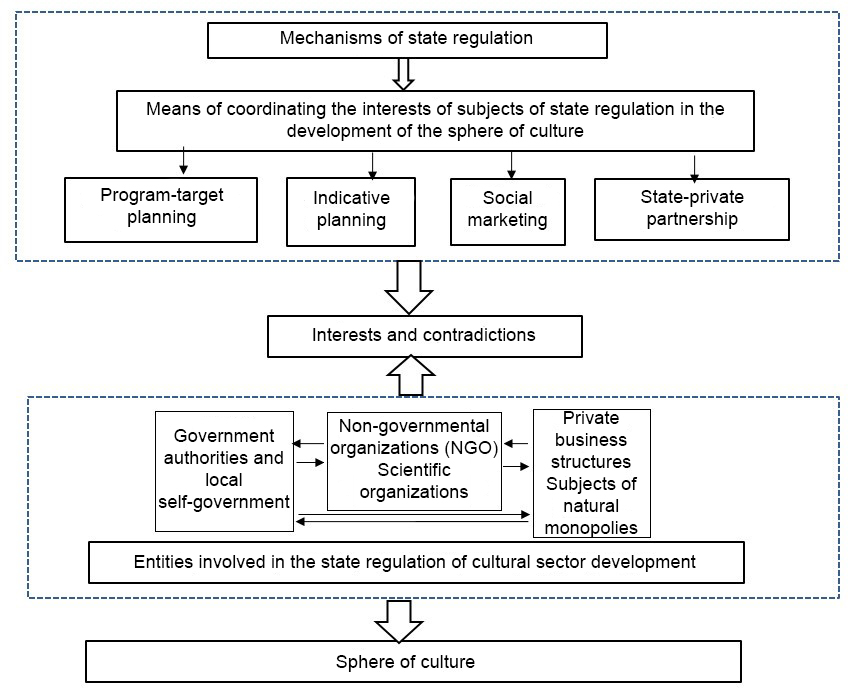 Mechanisms of state regulation
Means of coordinating the interests of subjects of state regulation in the
development of the sphere of culture
Program-target
planning
Indicative
planning
Social
marketing
State-private
partnership
Interests and contradictions
Government
authorities and
local
self-government
Non-governmental
organizations (NGO)
Scientific
organizations
Private
business
structures
Subjects of
natural
monopolies
Entities involved in the state regulation of cultural sector development
Sphere of culture